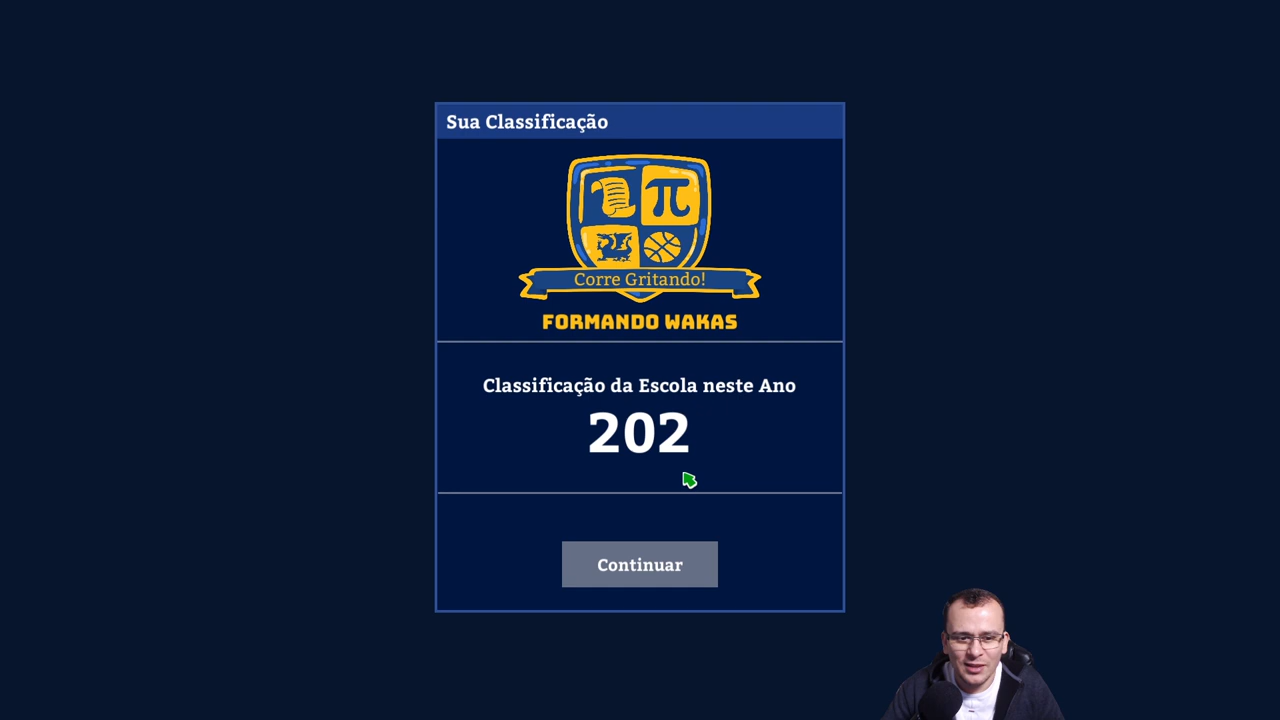 Sua Classificação
π
Corre Gritando!
FORMANDO WAKAS
Classificação da Escola neste Ano
202
Continuar